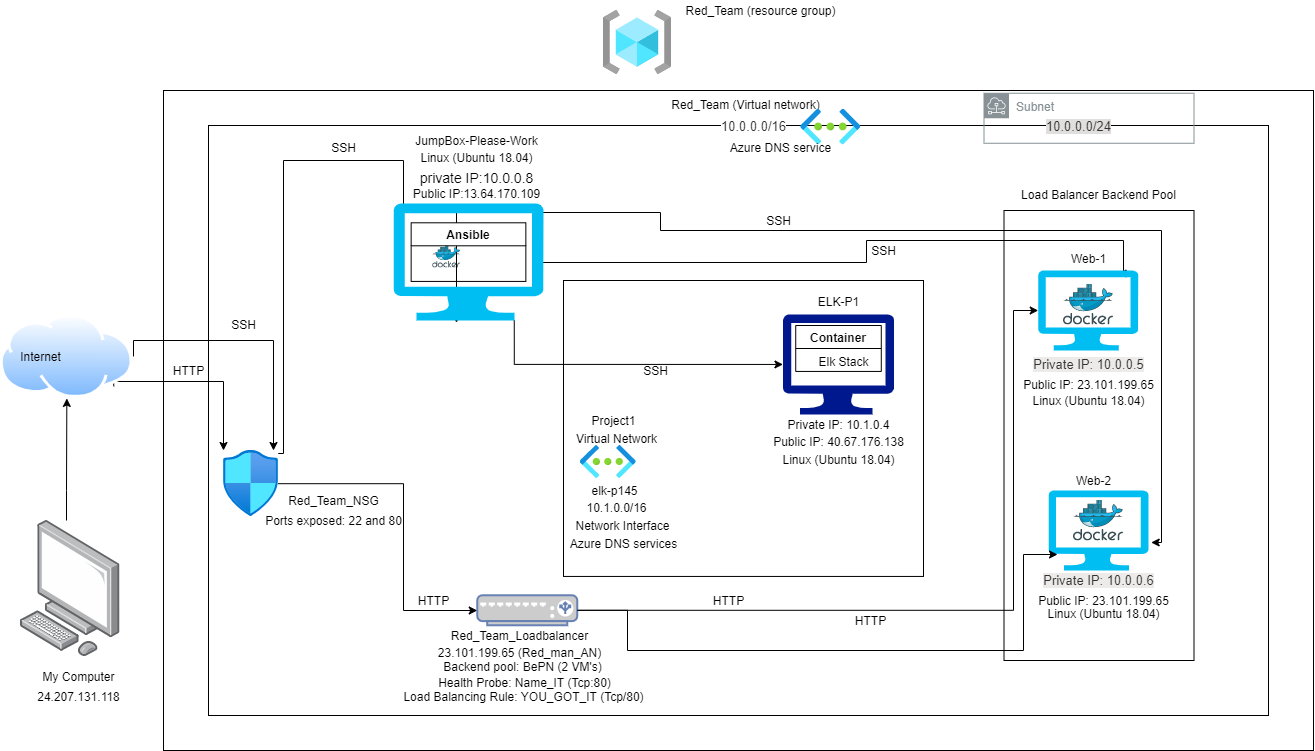 Red_Team (resource group)
Red_Team (Virtual network)
10.0.0.0/16
Azure DNS service
Subnet
10.0.0.0/24
JumpBox-Please-Work
Linux (Ubuntu 18.04)
private IP:10.0.0.8
Public IP:13.64.170.109
Ansible
docker
SSH
SSH
SSH
Load Balancer Backend Pool
Web-1
docker
Private IP: 10.0.0.5
Public IP: 23.101.199.65
Linux (Ubuntu 18.04)
ELK-P1
Container
Elk Stack
SSH
Private IP: 10.1.0.4
Public IP: 40.67.176.138
Linux (Ubuntu 18.04)
Project1
Virtual Network
elk-p145
10.1.0.0/16
Network Interface
Azure DNS services
Internet
SSH
HTTP
Red_Team_NSG
Ports exposed: 22 and 80
Web-2
docker
Private IP: 10.0.0.6
Public IP: 23.101.199.65
Linux (Ubuntu 18.04)
HTTP
HTTP
HTTP
Red_Team_Loadbalancer
23.101.199.65 (Red_man_AN)
Backend pool: BePN (2 VM's)
Health Probe: Name_IT (Tcp:80)
Load Balancing Rule: YOU_GOT_IT (Tcp/80)
My Computer
24.207.131.118